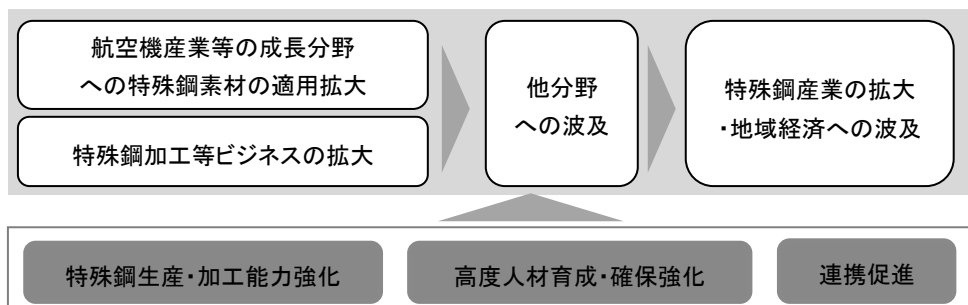 航空機産業等の成長分野
への特殊鋼素材の適用拡大
特殊鋼加工等ビジネスの拡大
他分野
への波及
特殊鋼産業の拡大
・地域経済への波及
特殊鋼生産・加工能力強化
高度人材育成・確保強化
連携促進